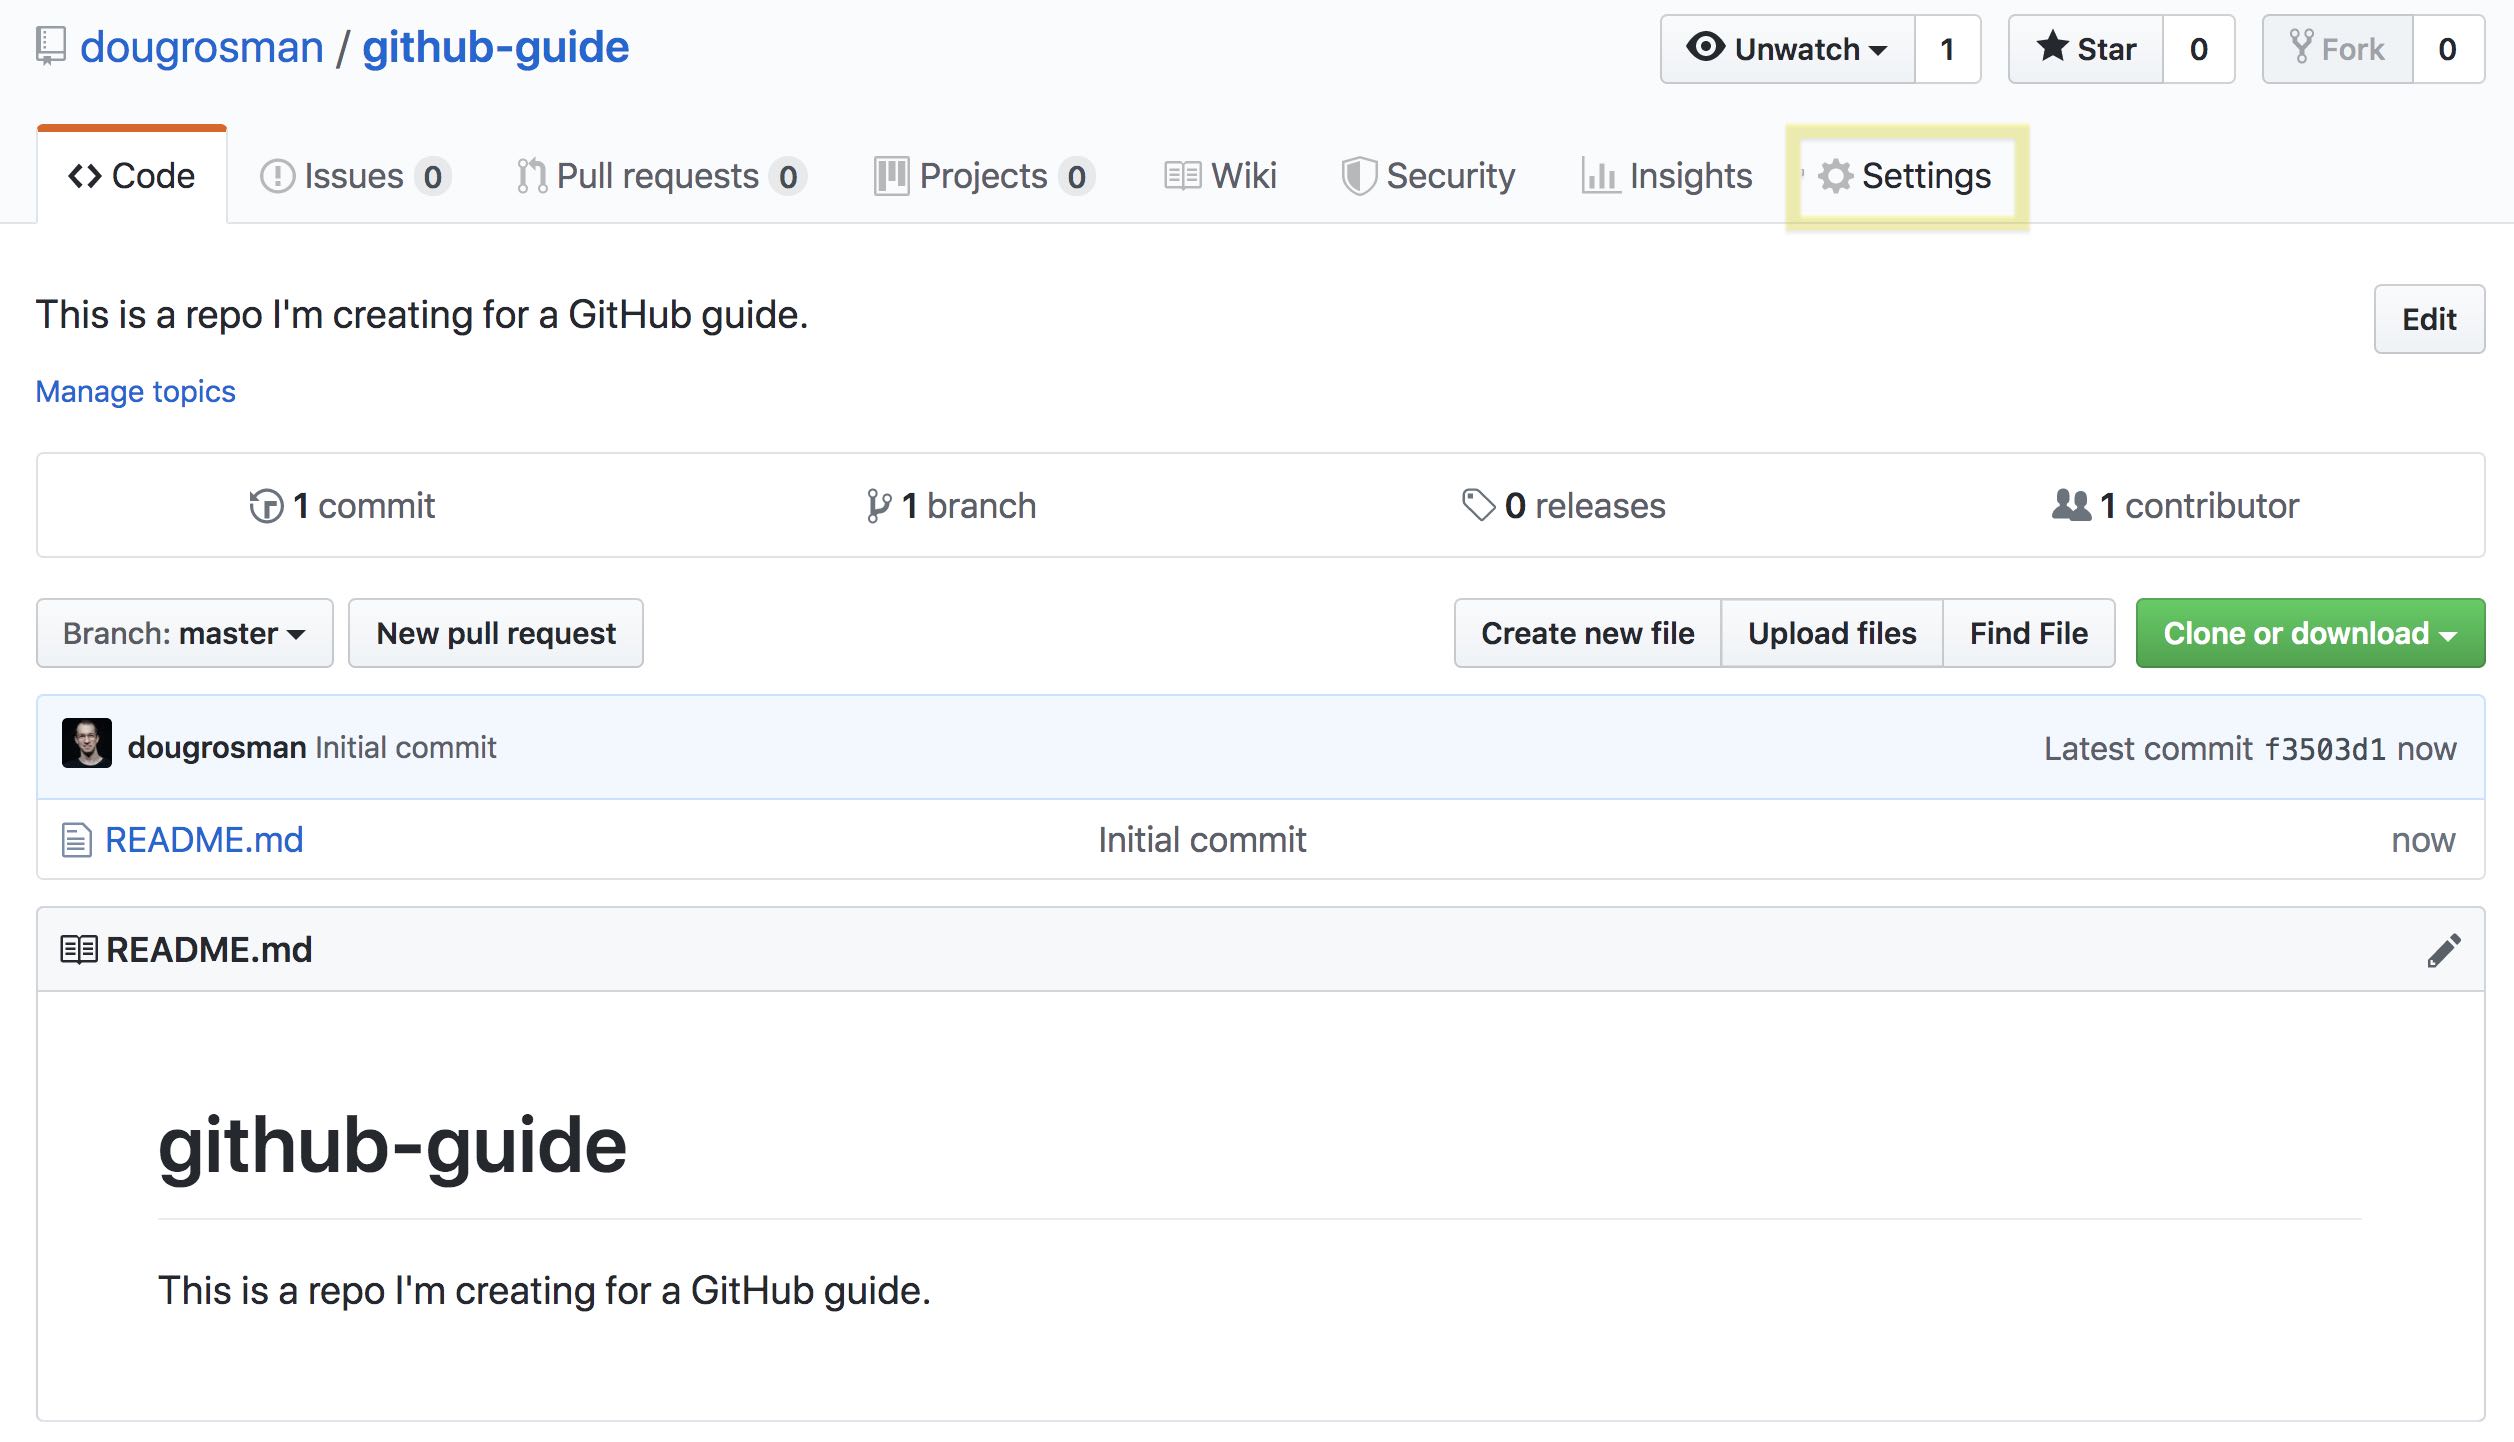 dougrosman / github-guide
Unwatch 1 Star 0 Fork 0
Code Issues 0 Pull requests 0 Projects 0 Wiki Security Insights Settings
This is a repo I'm creating for a GitHub guide.
Edit
Manage topics
1 commit 1 branch 0 releases 1 contributor
Branch: master New pull request Create new file Upload files Find File Clone or download
dougrosman Initial commit Latest commit f3503d1 now
README.md Initial commit now
README.md
github-guide
This is a repo I'm creating for a GitHub guide.